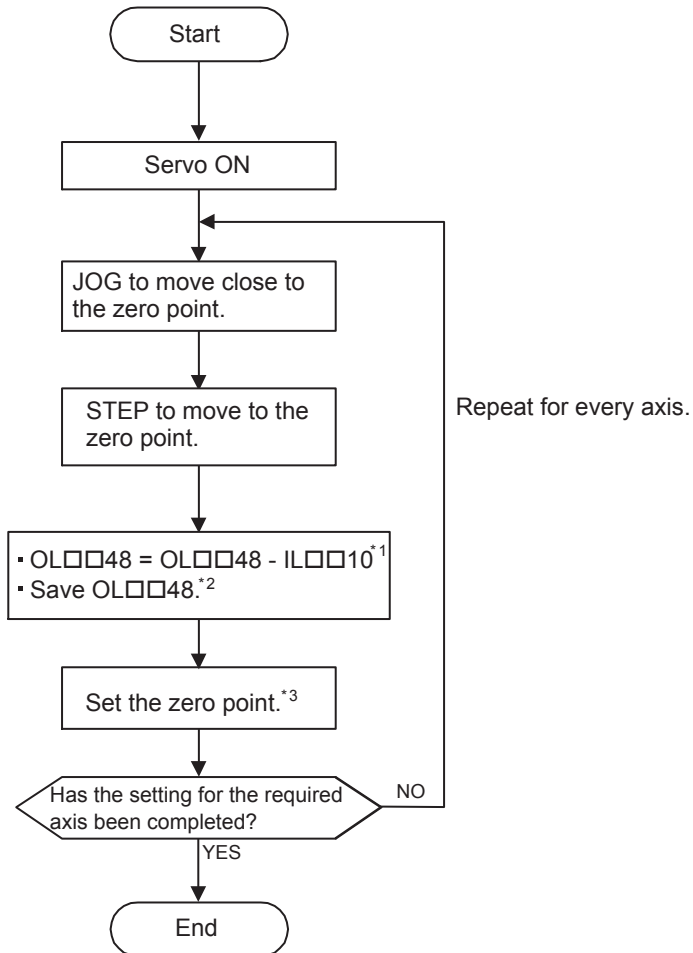 Start
Servo ON
JOG to move close to
the zero point.
STEP to move to the
zero point.
Repeat for every axis.
▪ OL□□48 = OL□□48 - IL□□10*1
▪ Save OL□□48.*2
Set the zero point.*3
Has the setting for the required
axis been completed?
NO
YES
End